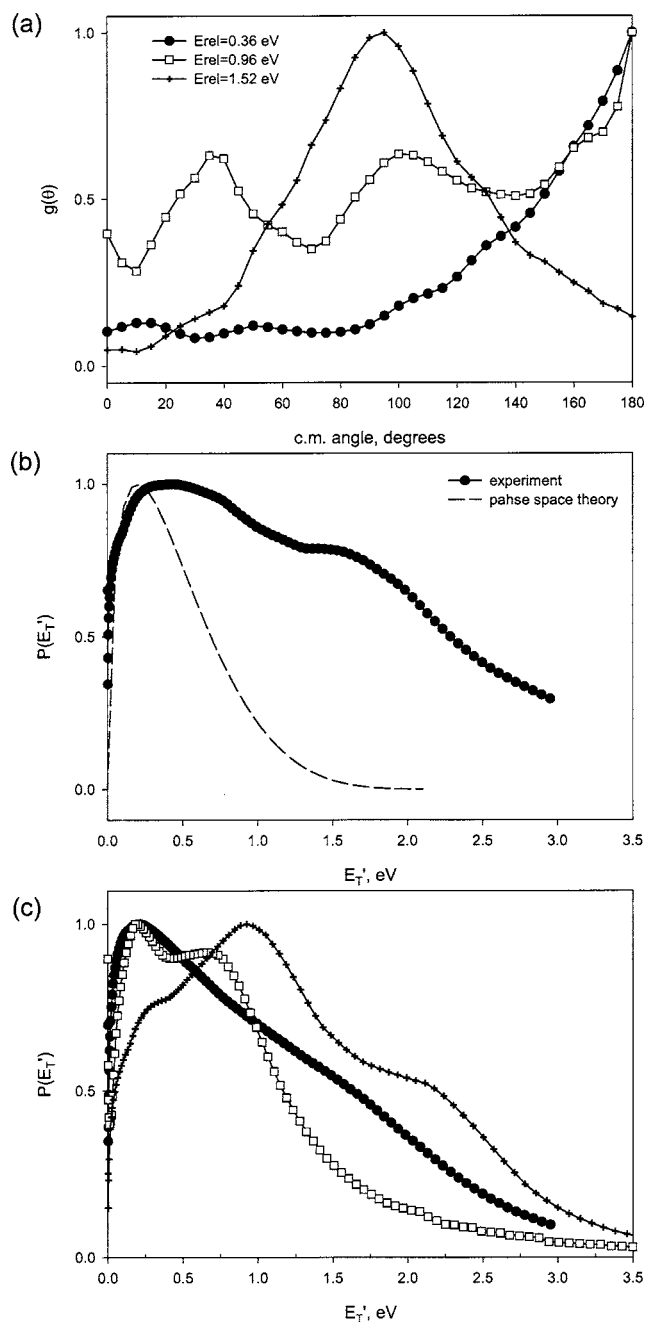 (a)
1.0
0.5
0.0
g(θ)
Erel=0.36 eV
Erel=0.96 eV
Erel=1.52 eV
0 20 40 60 80 100 120 140 160 180
c.m. angle, degrees
(b)
1.0
0.5
0.0
P(E_T')
experiment
pahse space theory
0.0 0.5 1.0 1.5 2.0 2.5 3.0 3.5
E_T', eV
(c)
1.0
0.5
0.0
P(E_T')
0.0 0.5 1.0 1.5 2.0 2.5 3.0 3.5
E_T', eV